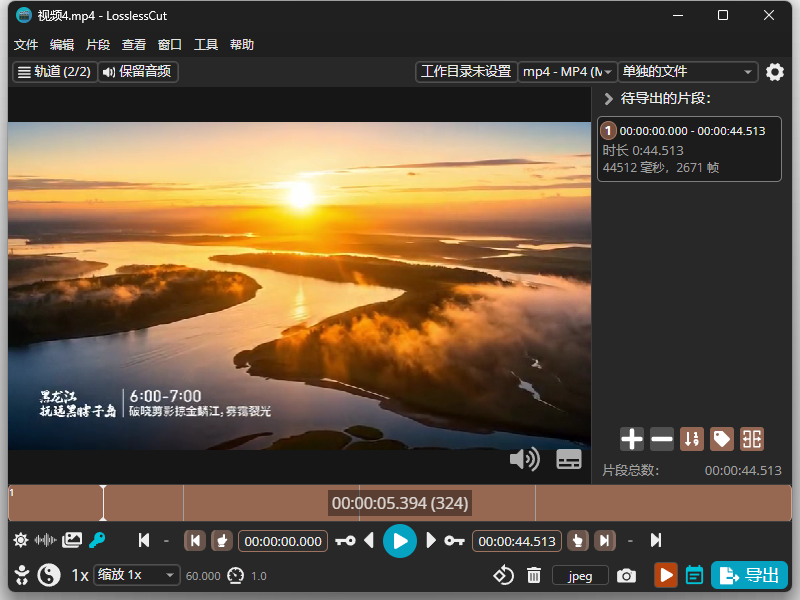 视频4.mp4 - LosslessCut
文件 编辑 片段 查看 窗口 工具 帮助
轨道 (2/2) 保留音频 工作目录未设置 mp4 - MP4 (M 单独的文件
待导出的片段:
1 00:00:00.000 - 00:00:44.513
时长 0:44.513
44512 毫秒, 2671 帧
黑龙江
抚远黑瞎子岛
6:00-7:00
破晓剪影掠金鳞江;雾霭裂光
片段总数: 00:00:44.513
1
00:00:05.394 (324)
00:00:00.000 00:00:44.513
1x 缩放 1x 60.000 1.0 jpeg 导出